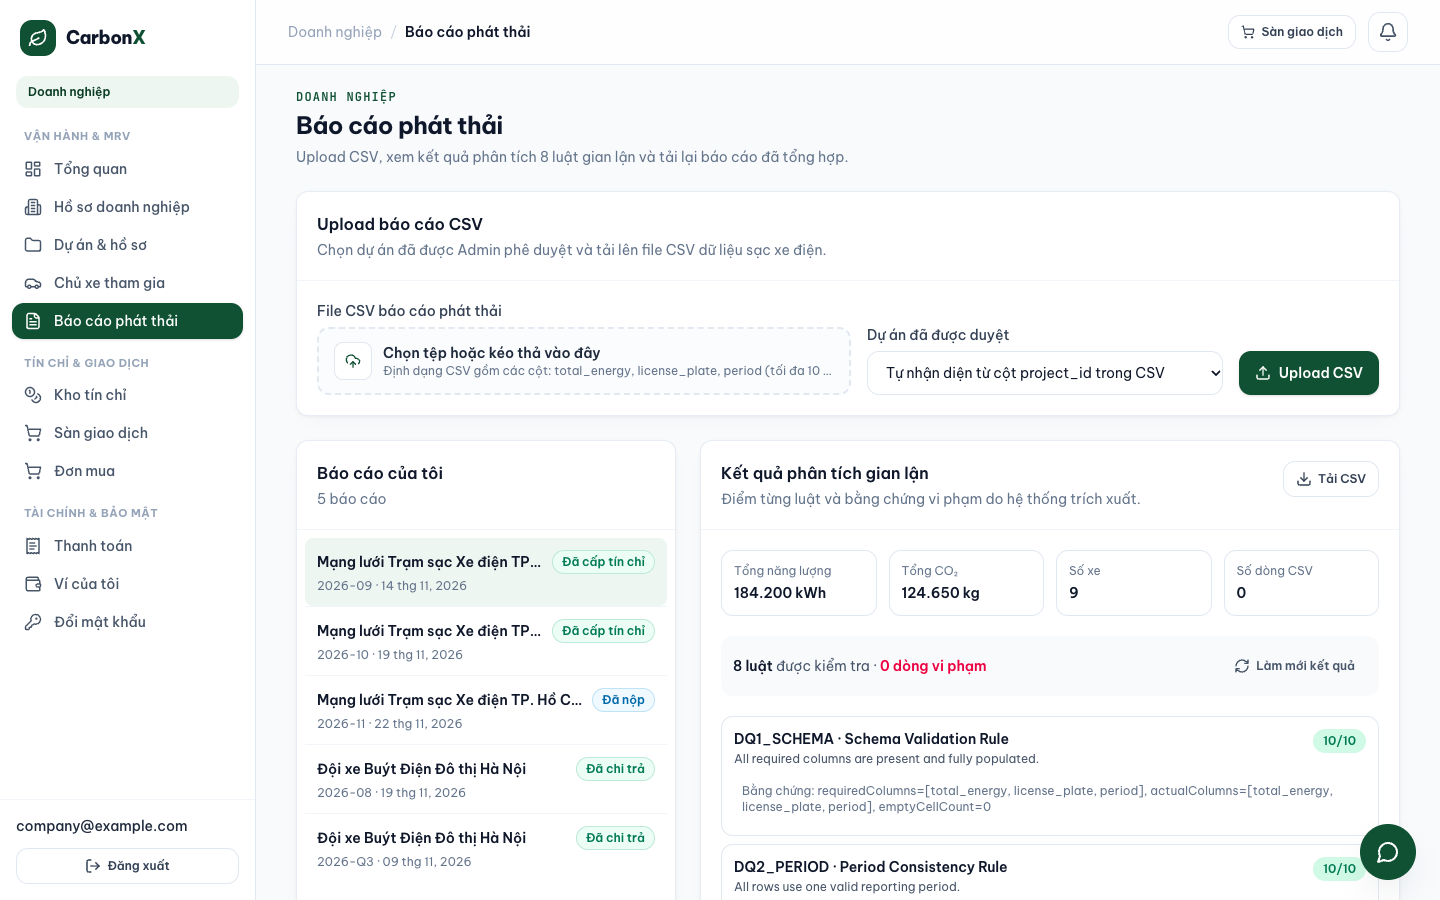 CarbonX
Doanh nghiệp
VẬN HÀNH & MRV
Tổng quan
Hồ sơ doanh nghiệp
Dự án & hồ sơ
Chủ xe tham gia
Báo cáo phát thải
TÍN CHỈ & GIAO DỊCH
Kho tín chỉ
Sàn giao dịch
Đơn mua
TÀI CHÍNH & BẢO MẬT
Thanh toán
Ví của tôi
Đổi mật khẩu
company@example.com
Đăng xuất
Doanh nghiệp / Báo cáo phát thải
Sàn giao dịch
DOANH NGHIỆP
Báo cáo phát thải
Upload CSV, xem kết quả phân tích 8 luật gian lận và tải lại báo cáo đã tổng hợp.
Upload báo cáo CSV
Chọn dự án đã được Admin phê duyệt và tải lên file CSV dữ liệu sạc xe điện.
File CSV báo cáo phát thải
Chọn tệp hoặc kéo thả vào đây
Định dạng CSV gồm các cột: total_energy, license_plate, period (tối đa 10 ...
Dự án đã được duyệt
Tự nhận diện từ cột project_id trong CSV
Upload CSV
Báo cáo của tôi
5 báo cáo
Mạng lưới Trạm sạc Xe điện TP... Đã cấp tín chỉ
2026-09 · 14 thg 11, 2026
Mạng lưới Trạm sạc Xe điện TP... Đã cấp tín chỉ
2026-10 · 19 thg 11, 2026
Mạng lưới Trạm sạc Xe điện TP. Hồ C... Đã nộp
2026-11 · 22 thg 11, 2026
Đội xe Buýt Điện Đô thị Hà Nội Đã chi trả
2026-08 · 19 thg 11, 2026
Đội xe Buýt Điện Đô thị Hà Nội Đã chi trả
2026-Q3 · 09 thg 11, 2026
Kết quả phân tích gian lận
Điểm từng luật và bằng chứng vi phạm do hệ thống trích xuất.
Tải CSV
Tổng năng lượng
184.200 kWh
Tổng CO₂
124.650 kg
Số xe
9
Số dòng CSV
0
8 luật được kiểm tra · 0 dòng vi phạm
Làm mới kết quả
DQ1_SCHEMA · Schema Validation Rule 10/10
All required columns are present and fully populated.
Bằng chứng: requiredColumns=[total_energy, license_plate, period], actualColumns=[total_energy,
license_plate, period], emptyCellCount=0
DQ2_PERIOD · Period Consistency Rule 10/10
All rows use one valid reporting period.